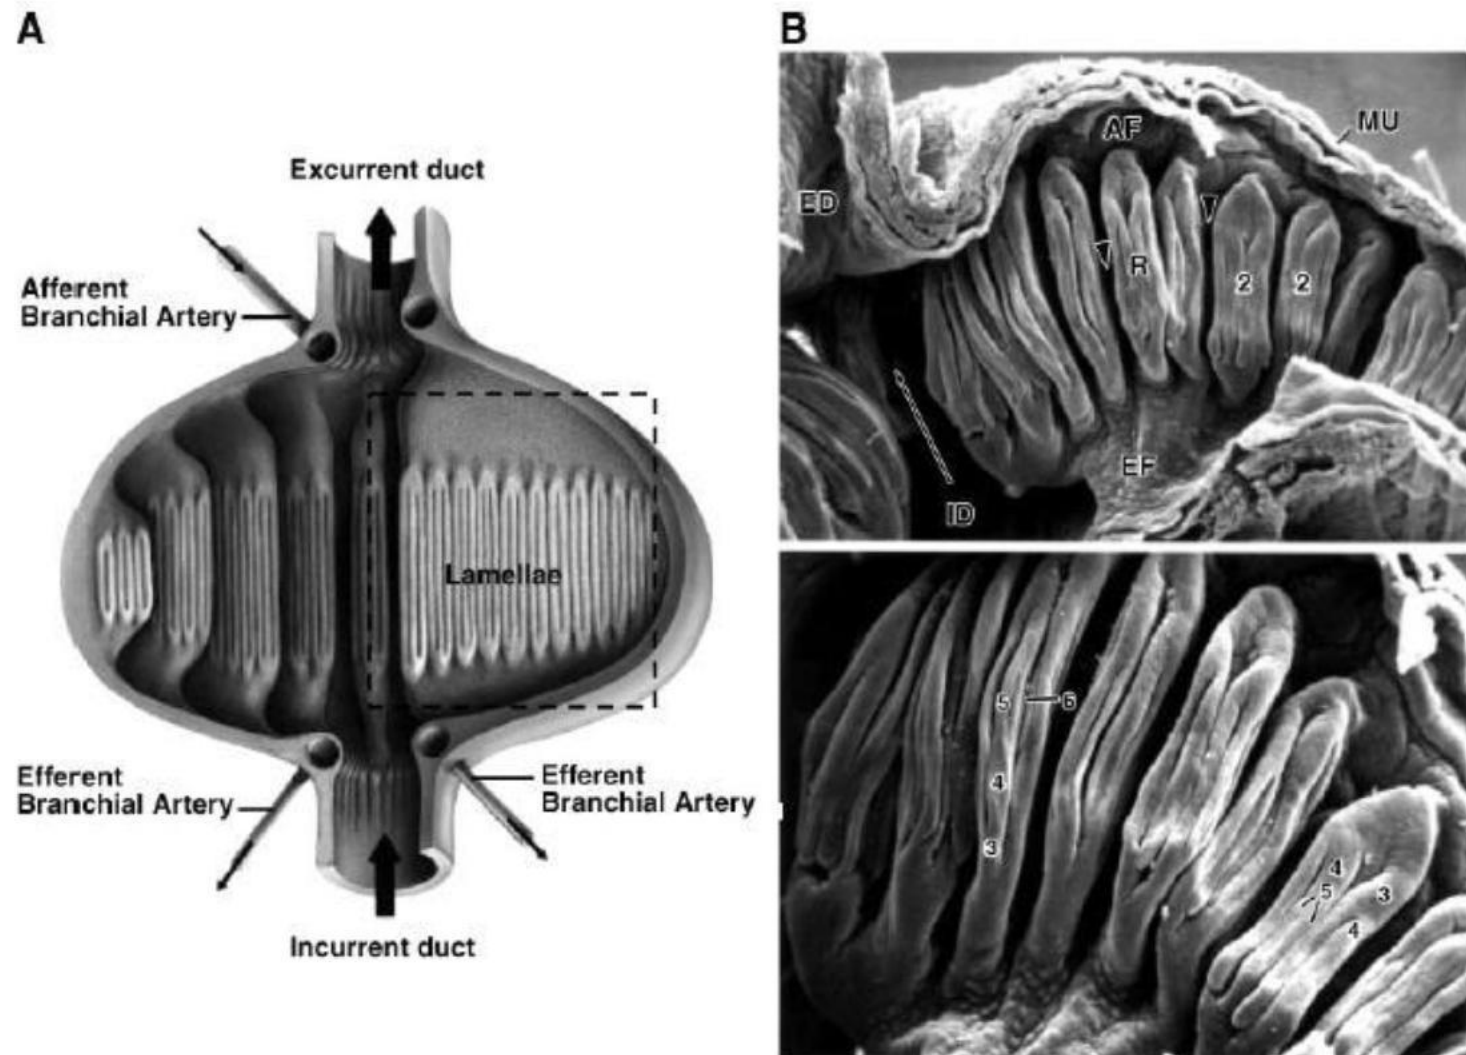 A
Excurrent duct
Afferent
Branchial Artery
Lamellae
Efferent
Branchial Artery
Efferent
Branchial Artery
Incurrent duct
B
AF
MU
ED
R
2
2
EF
ID
5
6
4
3
4
5
3
4